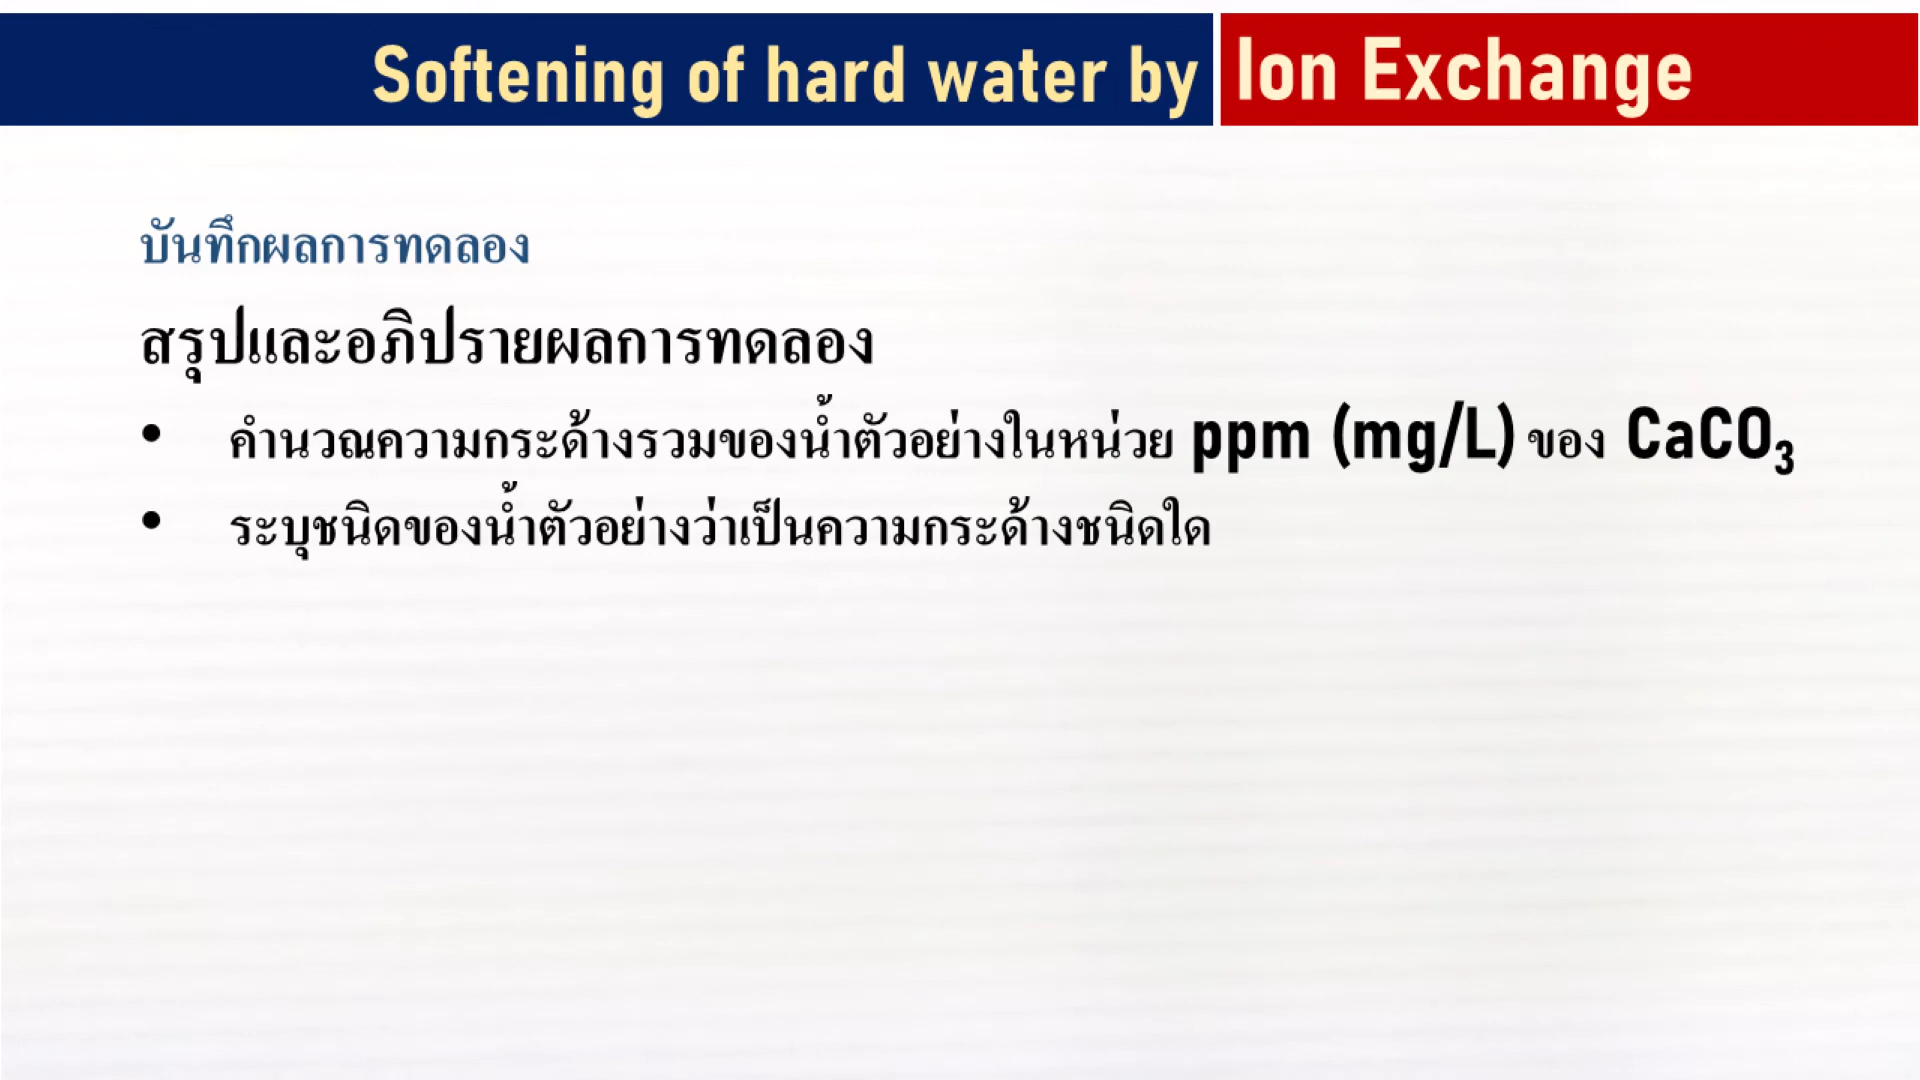 Softening of hard water by Ion Exchange
บันทึกผลการทดลอง
สรุปและอภิปรายผลการทดลอง
• คำนวณความกระด้างรวมของน้ำตัวอย่างในหน่วย ppm (mg/L) ของ CaCO₃
• ระบุชนิดของน้ำตัวอย่างว่าเป็นความกระด้างชนิดใด